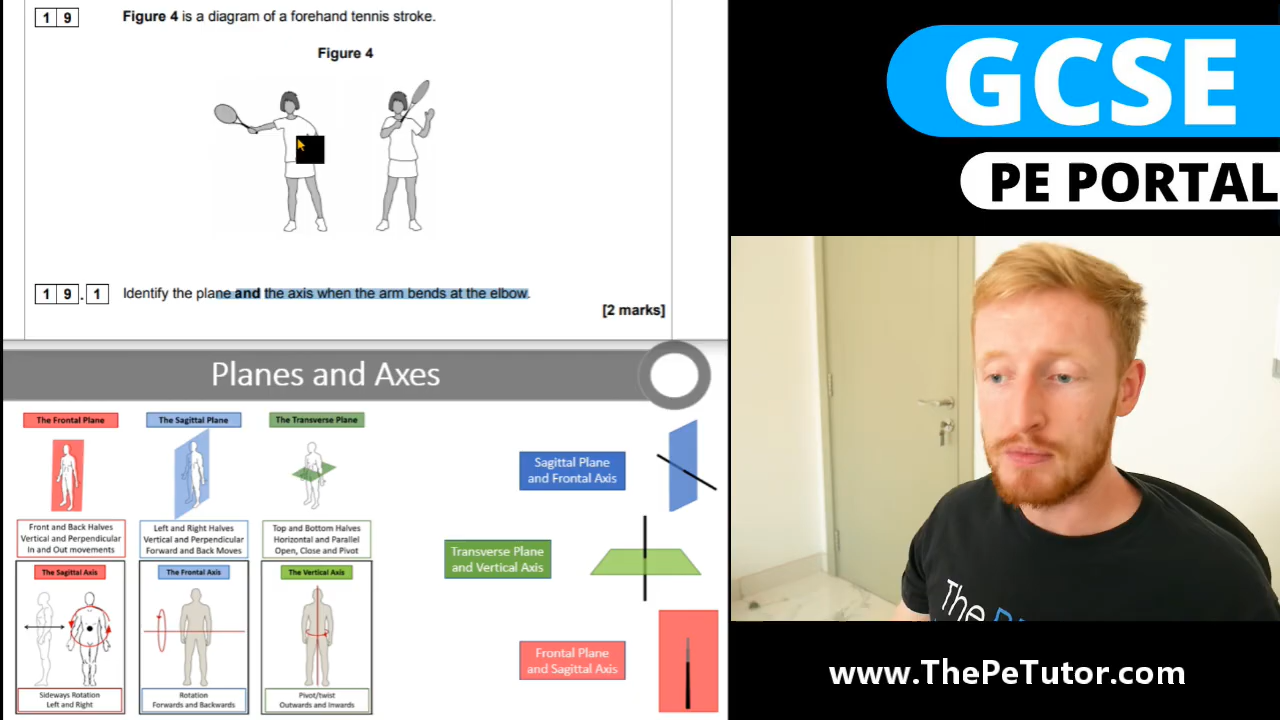 1 9 Figure 4 is a diagram of a forehand tennis stroke.
Figure 4
1 9 . 1 Identify the plane and the axis when the arm bends at the elbow.
[2 marks]
Planes and Axes
The Frontal Plane
Front and Back Halves
Vertical and Perpendicular
In and Out movements
The Sagittal Plane
Left and Right Halves
Vertical and Perpendicular
Forward and Back Moves
The Transverse Plane
Top and Bottom Halves
Horizontal and Parallel
Open, Close and Pivot
The Sagittal Axis
Sideways Rotation
Left and Right
The Frontal Axis
Rotation
Forwards and Backwards
The Vertical Axis
Pivot/twist
Outwards and Inwards
Sagittal Plane
and Frontal Axis
Transverse Plane
and Vertical Axis
Frontal Plane
and Sagittal Axis
GCSE
PE PORTAL
The
www.ThePeTutor.com